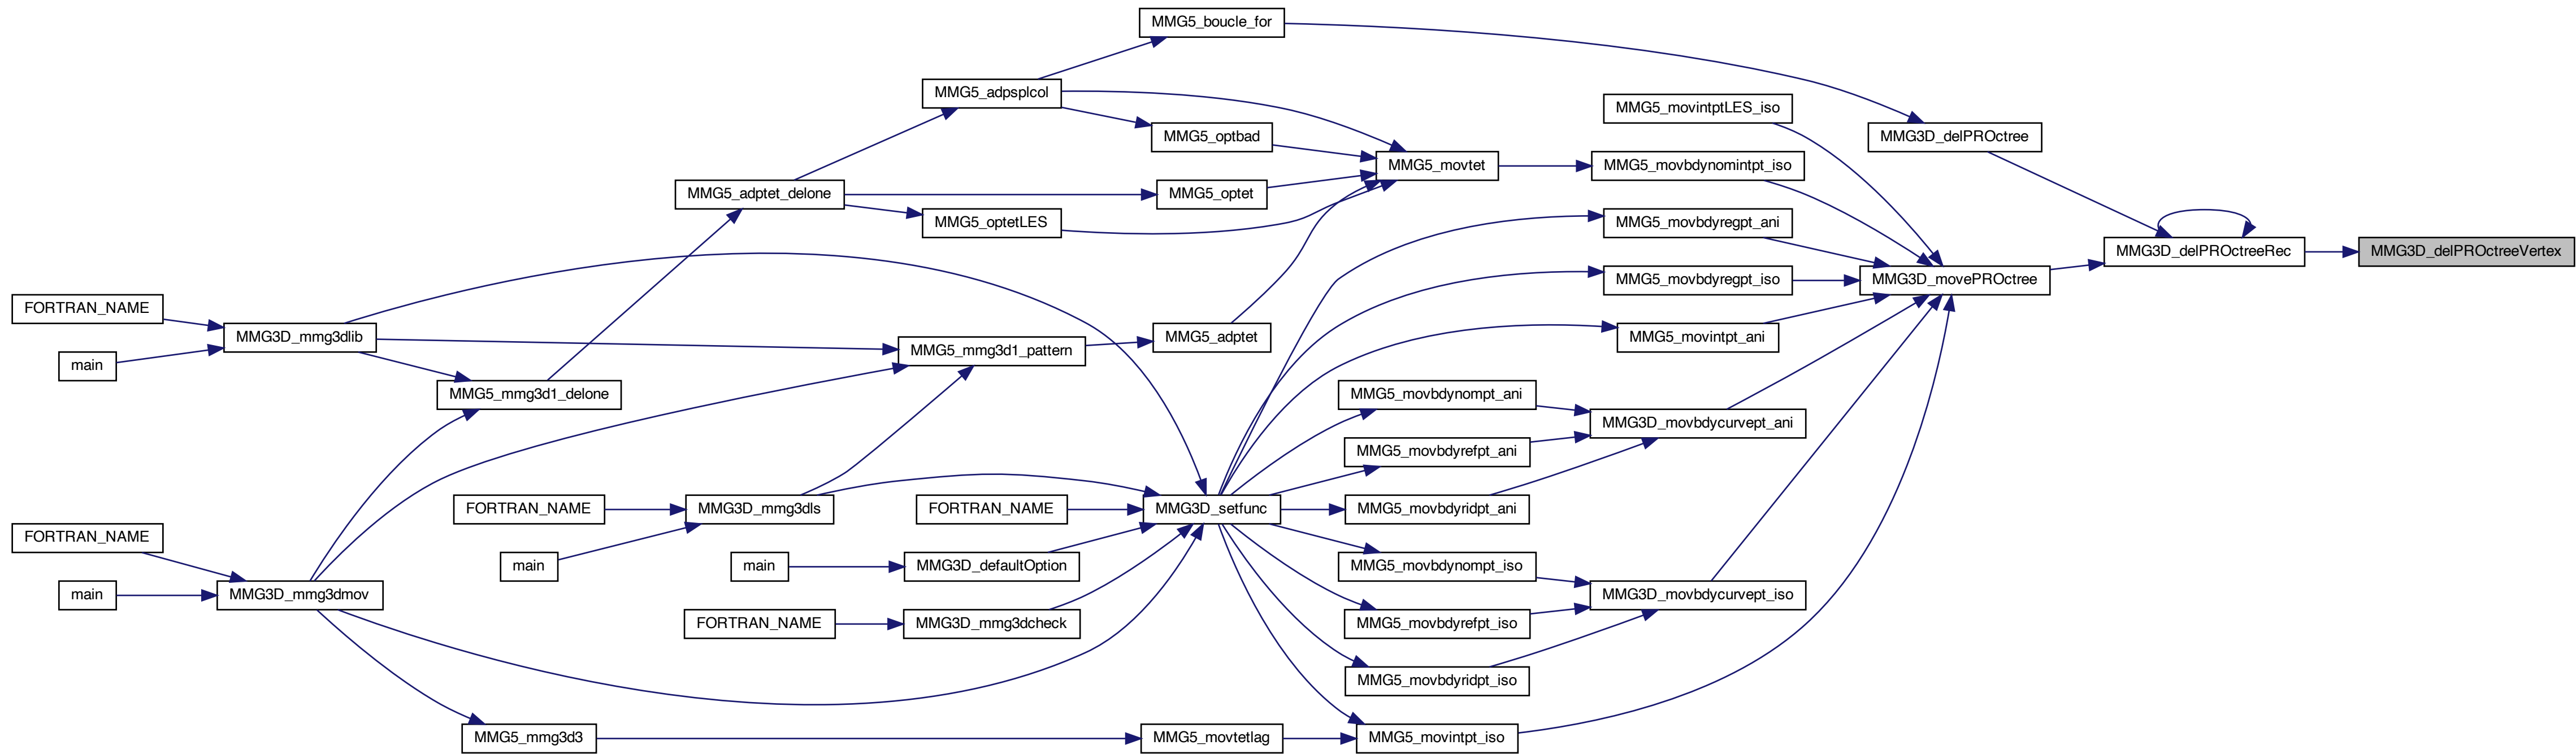 MMG5_boucle_for
MMG5_adpsplcol
MMG5_movintptLES_iso
MMG5_optbad
MMG3D_delPROctree
MMG5_movtet
MMG5_movbdynomintpt_iso
MMG5_adptet_delone
MMG5_optet
MMG5_optetLES
MMG5_movbdyregpt_ani
MMG3D_delPROctreeRec
MMG3D_delPROctreeVertex
MMG5_movbdyregpt_iso
MMG3D_movePROctree
FORTRAN_NAME
MMG3D_mmg3dlib
MMG5_adptet
MMG5_movintpt_ani
MMG5_mmg3d1_pattern
main
MMG5_mmg3d1_delone
MMG5_movbdynompt_ani
MMG3D_movbdycurvept_ani
MMG5_movbdyrefpt_ani
FORTRAN_NAME
MMG3D_mmg3dls
FORTRAN_NAME
MMG3D_setfunc
MMG5_movbdyridpt_ani
FORTRAN_NAME
main
main
MMG3D_defaultOption
MMG5_movbdynompt_iso
main
MMG3D_mmg3dmov
MMG3D_movbdycurvept_iso
FORTRAN_NAME
MMG3D_mmg3dcheck
MMG5_movbdyrefpt_iso
MMG5_movbdyridpt_iso
MMG5_mmg3d3
MMG5_movtetlag
MMG5_movintpt_iso